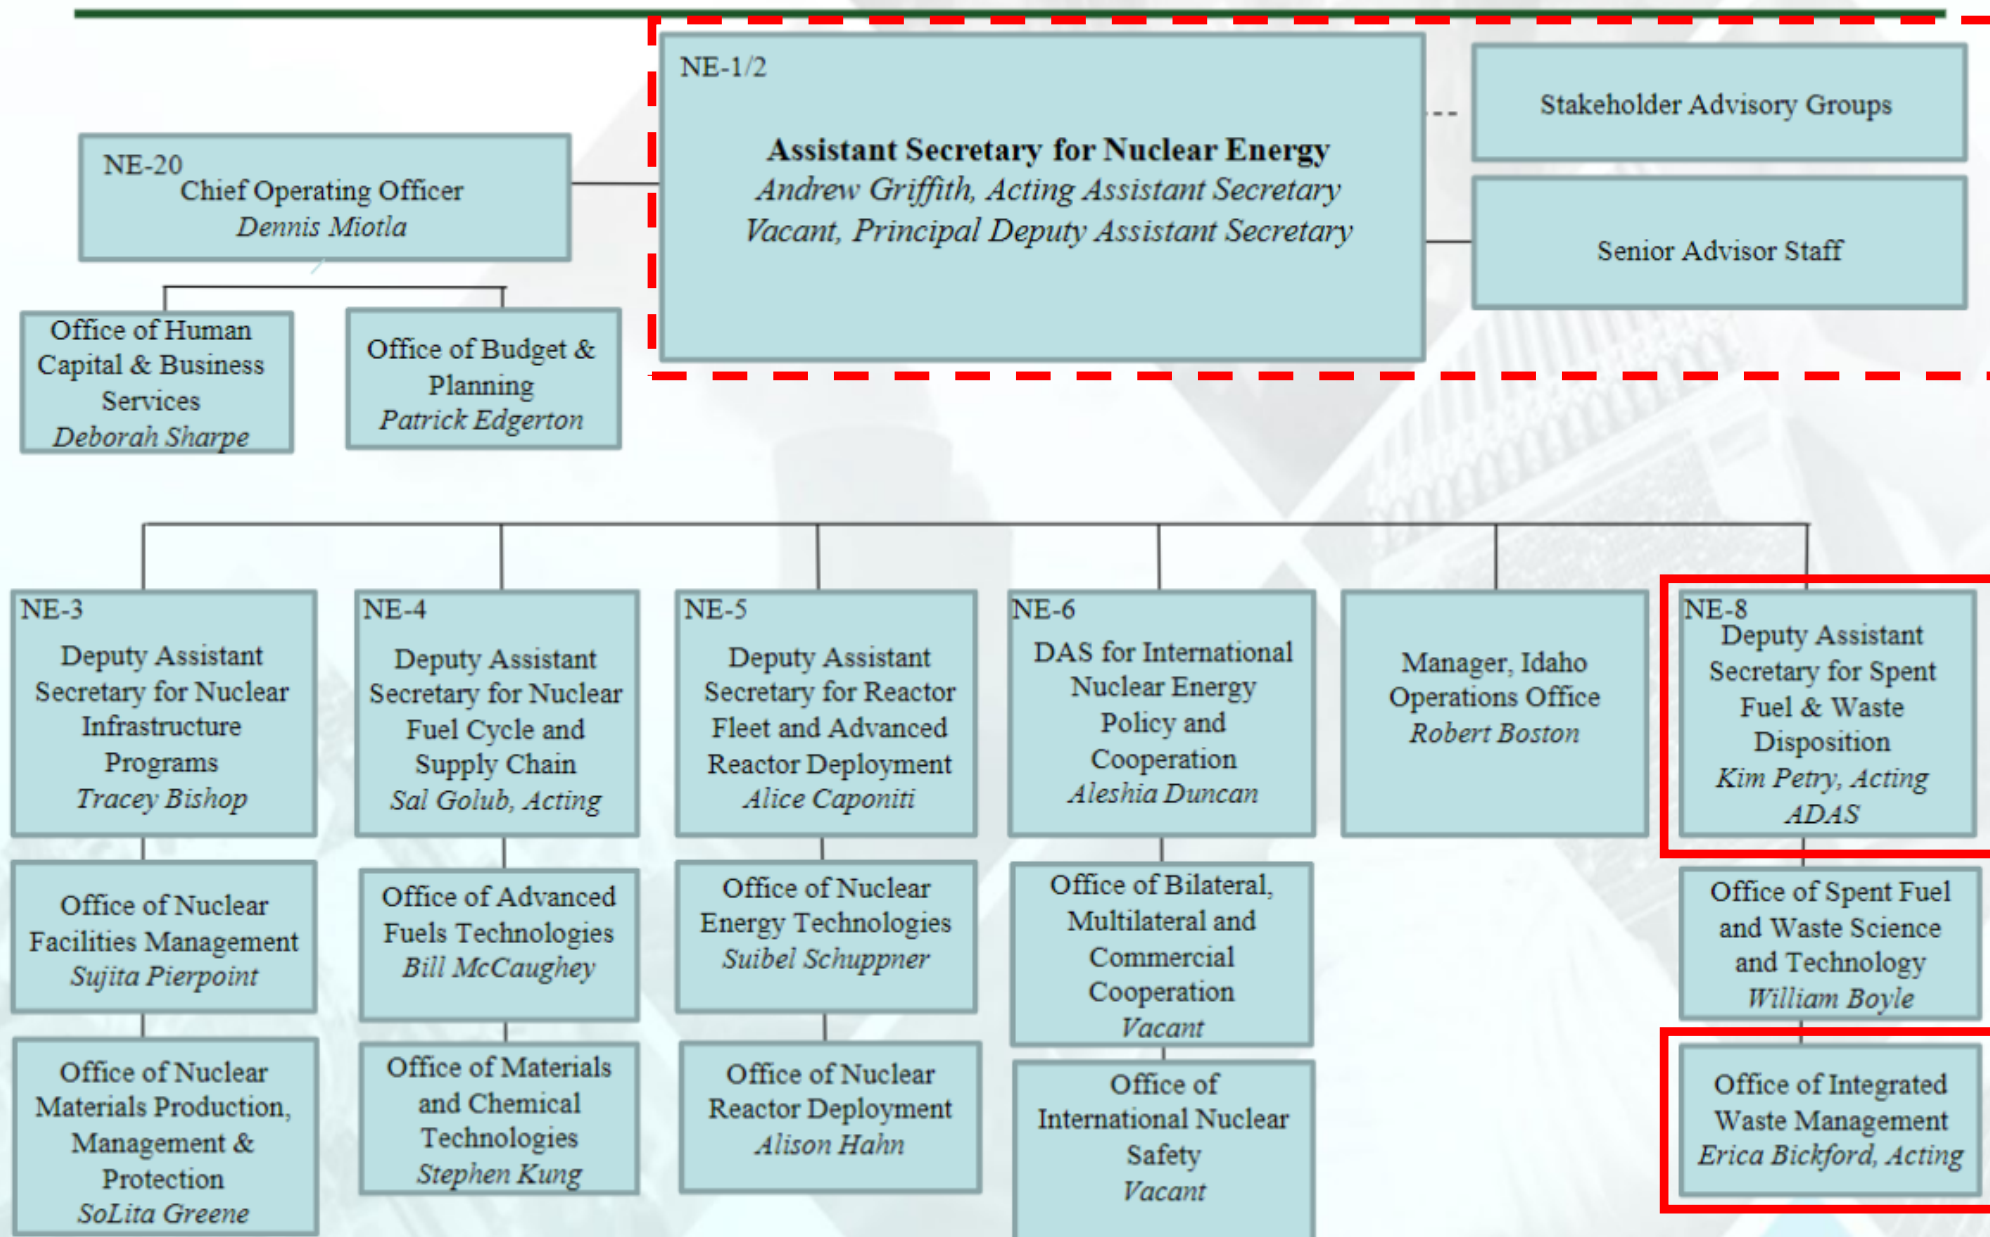 NE-1/2
Assistant Secretary for Nuclear Energy
Andrew Griffith, Acting Assistant Secretary
Vacant, Principal Deputy Assistant Secretary
Stakeholder Advisory Groups
Senior Advisor Staff
NE-20
Chief Operating Officer
Dennis Miotla
Office of Human
Capital & Business
Services
Deborah Sharpe
Office of Budget &
Planning
Patrick Edgerton
NE-3
Deputy Assistant
Secretary for Nuclear
Infrastructure
Programs
Tracey Bishop
Office of Nuclear
Facilities Management
Sujita Pierpoint
Office of Nuclear
Materials Production,
Management &
Protection
SoLita Greene
NE-4
Deputy Assistant
Secretary for Nuclear
Fuel Cycle and
Supply Chain
Sal Golub, Acting
Office of Advanced
Fuels Technologies
Bill McCaughey
Office of Materials
and Chemical
Technologies
Stephen Kung
NE-5
Deputy Assistant
Secretary for Reactor
Fleet and Advanced
Reactor Deployment
Alice Caponiti
Office of Nuclear
Energy Technologies
Suibel Schuppner
Office of Nuclear
Reactor Deployment
Alison Hahn
NE-6
DAS for International
Nuclear Energy
Policy and
Cooperation
Aleshia Duncan
Office of Bilateral,
Multilateral and
Commercial
Cooperation
Vacant
Office of
International Nuclear
Safety
Vacant
Manager, Idaho
Operations Office
Robert Boston
NE-8
Deputy Assistant
Secretary for Spent
Fuel & Waste
Disposition
Kim Petry, Acting
ADAS
Office of Spent Fuel
and Waste Science
and Technology
William Boyle
Office of Integrated
Waste Management
Erica Bickford, Acting